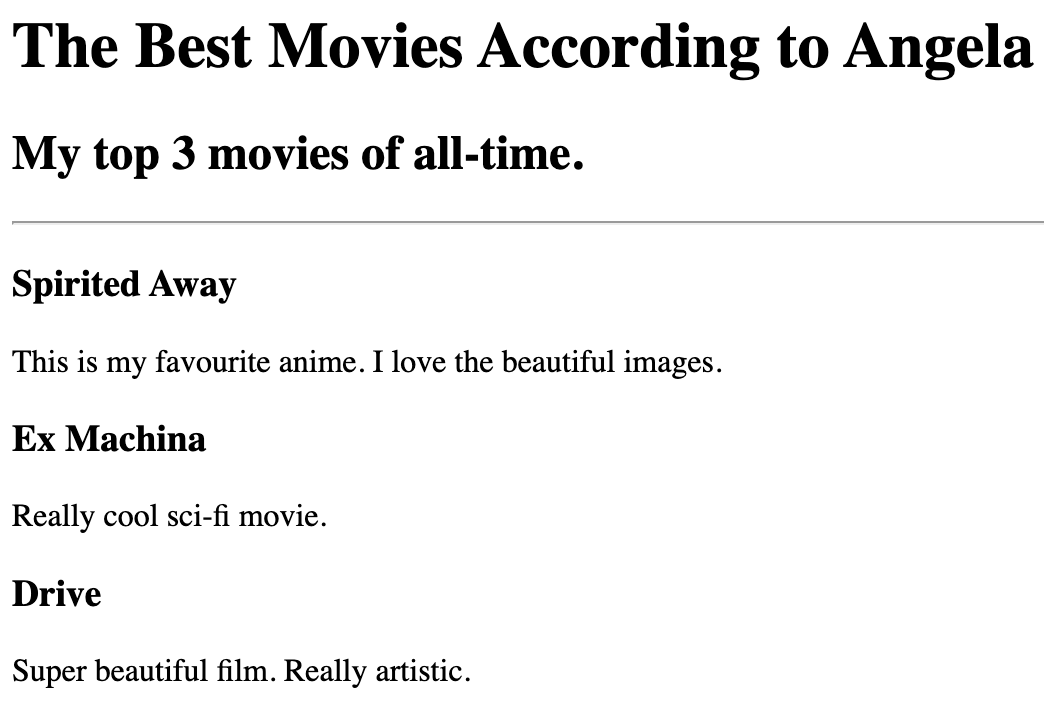 The Best Movies According to Angela
My top 3 movies of all-time.
Spirited Away
This is my favourite anime. I love the beautiful images.
Ex Machina
Really cool sci-fi movie.
Drive
Super beautiful film. Really artistic.